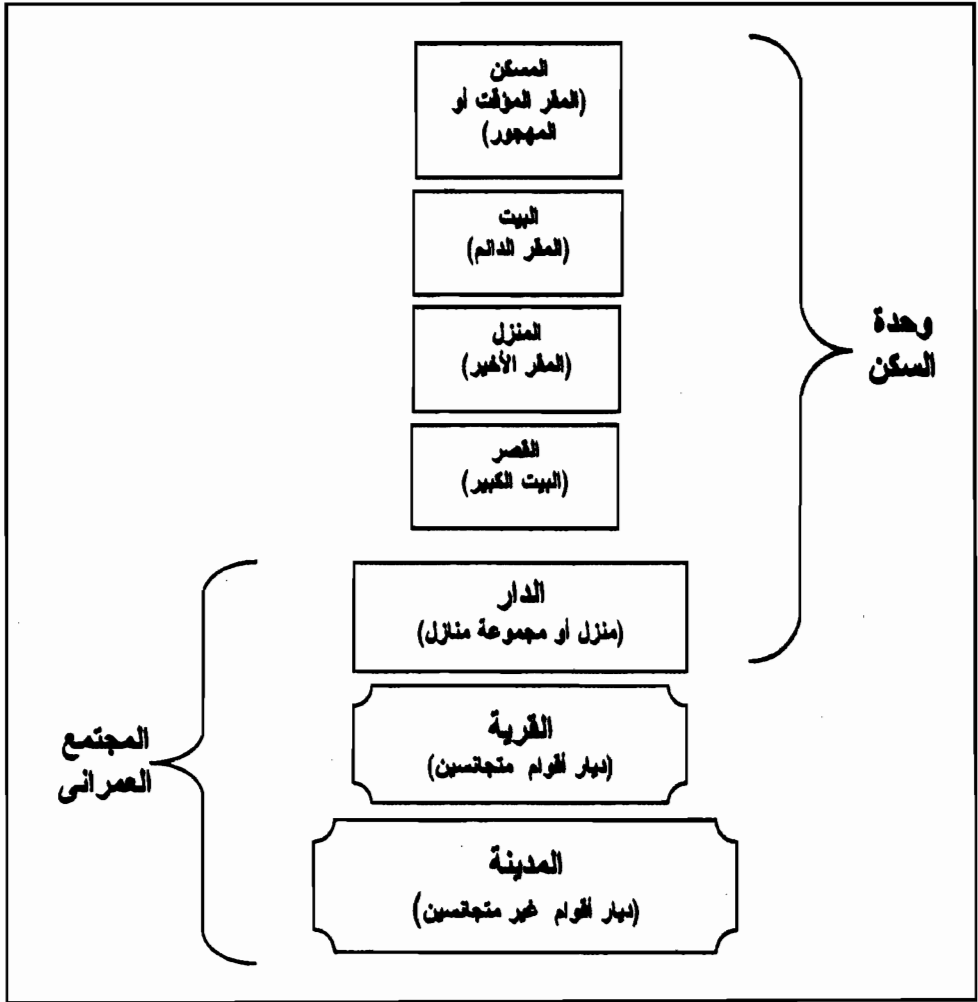 المسكن
(المقر المؤقت أو
المهجور)
البيت
(المقر الدائم)
المنزل
(المقر الأخير)
القصر
(البيت الكبير)
وحدة
السكن
الدار
(منزل أو مجموعة منازل)
القرية
(ديار أقوام متجانسين)
المدينة
(ديار أقوام غير متجانسين)
المجتمع
العمرانى